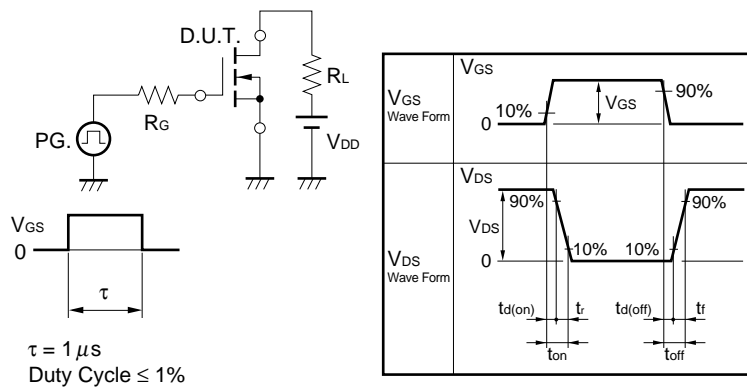 D.U.T.
RL
RG
PG.
VDD
VGS
0
τ
τ = 1 μs
Duty Cycle ≤ 1%
VGS
Wave Form
VGS
10%
VGS
90%
0
VDS
Wave Form
VDS
90%
VDS
10%
10%
90%
0
td(on)
tr
td(off)
tf
ton
toff